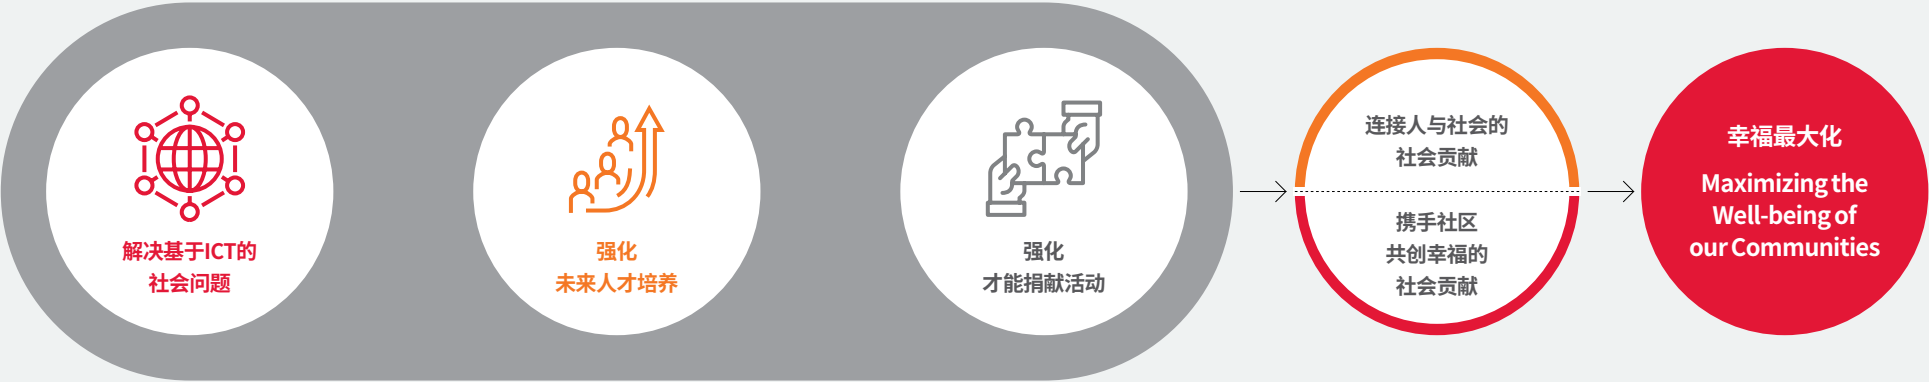 解决基于ICT的
社会问题
强化
未来人才培养
强化
才能捐献活动
连接人与社会的
社会贡献
携手社区
共创幸福的
社会贡献
幸福最大化
Maximizing the
Well-being of
our Communities